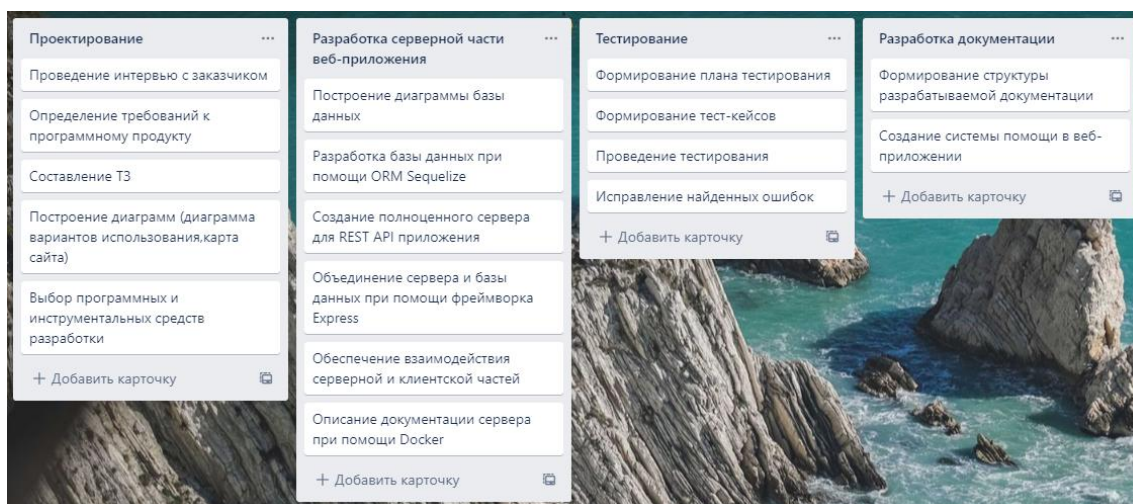 Проектирование
Проведение интервью с заказчиком
Определение требований к
программному продукту
Составление ТЗ
Построение диаграмм (диаграмма
вариантов использования,карта
сайта)
Выбор программных и
инструментальных средств
разработки
+ Добавить карточку
Разработка серверной части
веб-приложения
Построение диаграммы базы
данных
Разработка базы данных при
помощи ORM Sequelize
Создание полноценного сервера
для REST API приложения
Объединение сервера и базы
данных при помощи фреймворка
Express
Обеспечение взаимодействия
серверной и клиентской частей
Описание документации сервера
при помощи Docker
+ Добавить карточку
Тестирование
Формирование плана тестирования
Формирование тест-кейсов
Проведение тестирования
Исправление найденных ошибок
+ Добавить карточку
Разработка документации
Формирование структуры
разрабатываемой документации
Создание системы помощи в веб-
приложении
+ Добавить карточку